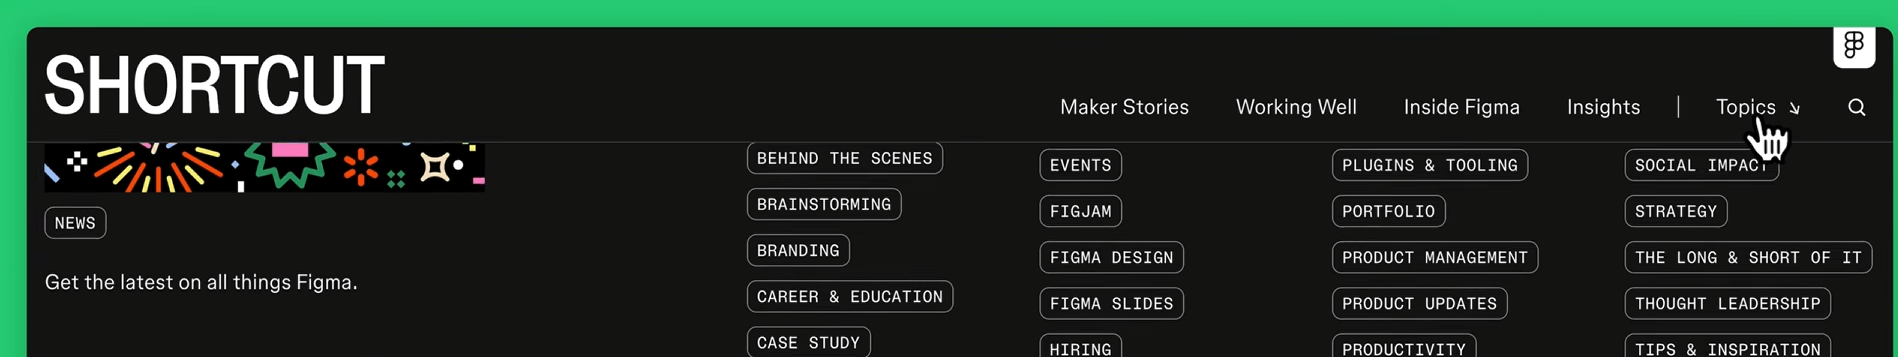 SHORTCUT
Maker Stories
Working Well
Inside Figma
Insights
Topics
NEWS
Get the latest on all things Figma.
BEHIND THE SCENES
BRAINSTORMING
BRANDING
CAREER & EDUCATION
CASE STUDY
EVENTS
FIGJAM
FIGMA DESIGN
FIGMA SLIDES
HIRING
PLUGINS & TOOLING
PORTFOLIO
PRODUCT MANAGEMENT
PRODUCT UPDATES
PRODUCTIVITY
SOCIAL IMPACT
STRATEGY
THE LONG & SHORT OF IT
THOUGHT LEADERSHIP
TIPS & INSPIRATION